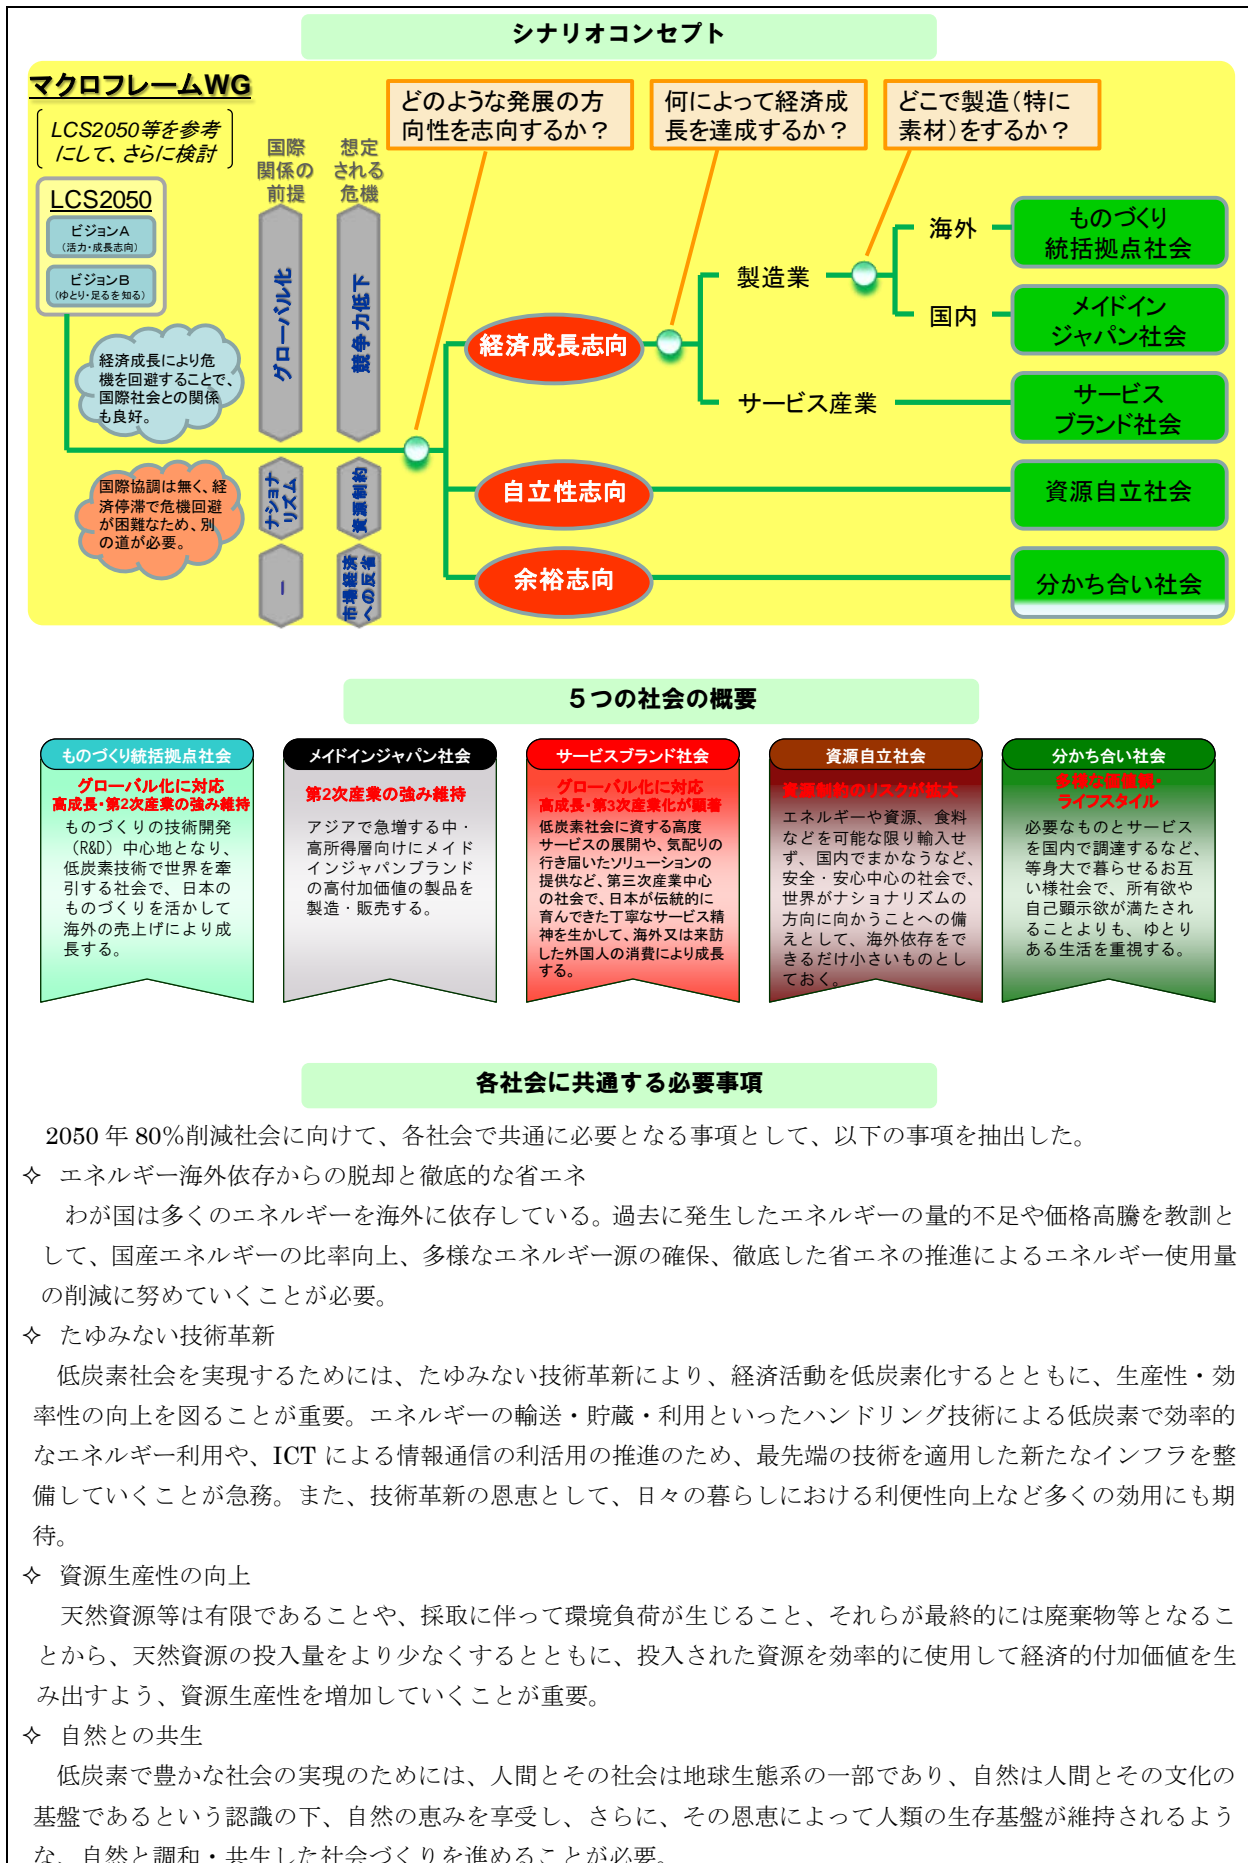 シナリオコンセプト
マクロフレームWG
LCS2050等を参考
にして、さらに検討
LCS2050
ビジョンA
(活力・成長志向)
ビジョンB
(ゆとり・足るを知る)
国際
関係の
前提
想定
される
危機
どのような発展の方
向性を志向するか？
何によって経済成
長を達成するか？
どこで製造（特に
素材）をするか？
グローバル化
競争力低下
経済成長により危
機を回避することで、
国際社会との関係
も良好。
国際協調は無く、経
済停滞で危機回避
が困難なため、別
の道が必要。
ナショナ
リズム
資源制約
ー
市場経済
への反省
経済成長志向
自立性志向
余裕志向
製造業
サービス産業
海外
国内
ものづくり
統括拠点社会
メイドイン
ジャパン社会
サービス
ブランド社会
資源自立社会
分かち合い社会
５つの社会の概要
ものづくり統括拠点社会
グローバル化に対応
高成長・第2次産業の強み維持
ものづくりの技術開発
（R&D）中心地となり、
低炭素技術で世界を牽
引する社会で、日本の
ものづくりを活かして
海外の売上げにより成
長する。
メイドインジャパン社会
第2次産業の強み維持
アジアで急増する中・
高所得層向けにメイド
インジャパンブランド
の高付加価値の製品を
製造・販売する。
サービスブランド社会
グローバル化に対応
高成長・第3次産業化が顕著
低炭素社会に資する高度
サービスの展開や、気配りの
行き届いたソリューションの
提供など、第三次産業中心
の社会で、日本が伝統的に
育んできた丁寧なサービス精
神を生かして、海外又は来訪
した外国人の消費により成長
する。
資源自立社会
資源制約のリスクが拡大
エネルギーや資源、食料
などを可能な限り輸入せ
ず、国内でまかなうなど、
安全・安心中心の社会で、
世界がナショナリズムの
方向に向かうことへの備
えとして、海外依存をで
きるだけ小さいものとし
ておく。
分かち合い社会
多様な価値観・
ライフスタイル
必要なものとサービス
を国内で調達するなど、
等身大で暮らせるお互
い様社会で、所有欲や
自己顕示欲が満たされ
ることよりも、ゆとり
ある生活を重視する。
各社会に共通する必要事項
2050 年 80％削減社会に向けて、各社会で共通に必要となる事項として、以下の事項を抽出した。
✧ エネルギー海外依存からの脱却と徹底的な省エネ
わが国は多くのエネルギーを海外に依存している。過去に発生したエネルギーの量的不足や価格高騰を教訓と
して、国産エネルギーの比率向上、多様なエネルギー源の確保、徹底した省エネの推進によるエネルギー使用量
の削減に努めていくことが必要。
✧ たゆみない技術革新
低炭素社会を実現するためには、たゆみない技術革新により、経済活動を低炭素化するとともに、生産性・効
率性の向上を図ることが重要。エネルギーの輸送・貯蔵・利用といったハンドリング技術による低炭素で効率的
なエネルギー利用や、ICT による情報通信の利活用の推進のため、最先端の技術を適用した新たなインフラを整
備していくことが急務。また、技術革新の恩恵として、日々の暮らしにおける利便性向上など多くの効用にも期
待。
✧ 資源生産性の向上
天然資源等は有限であることや、採取に伴って環境負荷が生じること、それらが最終的には廃棄物等となるこ
とから、天然資源の投入量をより少なくするとともに、投入された資源を効率的に使用して経済的付加価値を生
み出すよう、資源生産性を増加していくことが重要。
✧ 自然との共生
低炭素で豊かな社会の実現のためには、人間とその社会は地球生態系の一部であり、自然は人間とその文化の
基盤であるという認識の下、自然の恵みを享受し、さらに、その恩恵によって人類の生存基盤が維持されるよう
な、自然と調和・共生した社会づくりを進めることが必要。